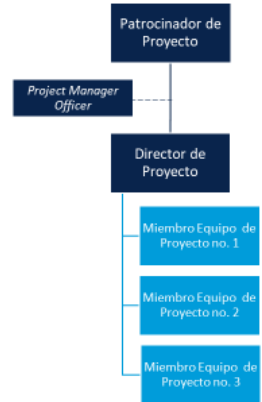 Patrocinador de
Proyecto
Project Manager
Officer
Director de
Proyecto
Miembro Equipo de
Proyecto no. 1
Miembro Equipo de
Proyecto no. 2
Miembro Equipo de
Proyecto no. 3